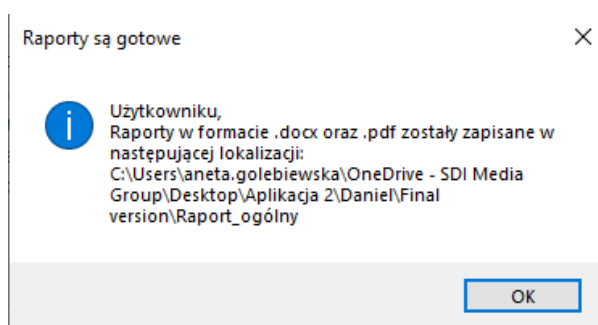 Raporty są gotowe
Użytkowniku,
Raporty w formacie .docx oraz .pdf zostały zapisane w
następującej lokalizacji:
C:\Users\aneta.golebiewska\OneDrive - SDI Media
Group\Desktop\Aplikacja 2\Daniel\Final
version\Raport_ogólny
OK